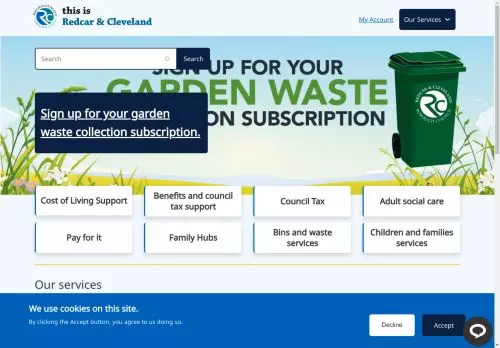 this is
Redcar & Cleveland
My Account
Our Services
Search
Search
SIGN UP FOR YOUR
GARDEN WASTE
ON SUBSCRIPTION
Sign up for your garden
waste collection subscription.
REDCAR & CLEVELAND
RC
BOROUGH COUNCIL
Cost of Living Support
Benefits and council
tax support
Council Tax
Adult social care
Pay for it
Family Hubs
Bins and waste
services
Children and families
services
Our services
We use cookies on this site.
By clicking the Accept button, you agree to us doing so.
Decline
Accept